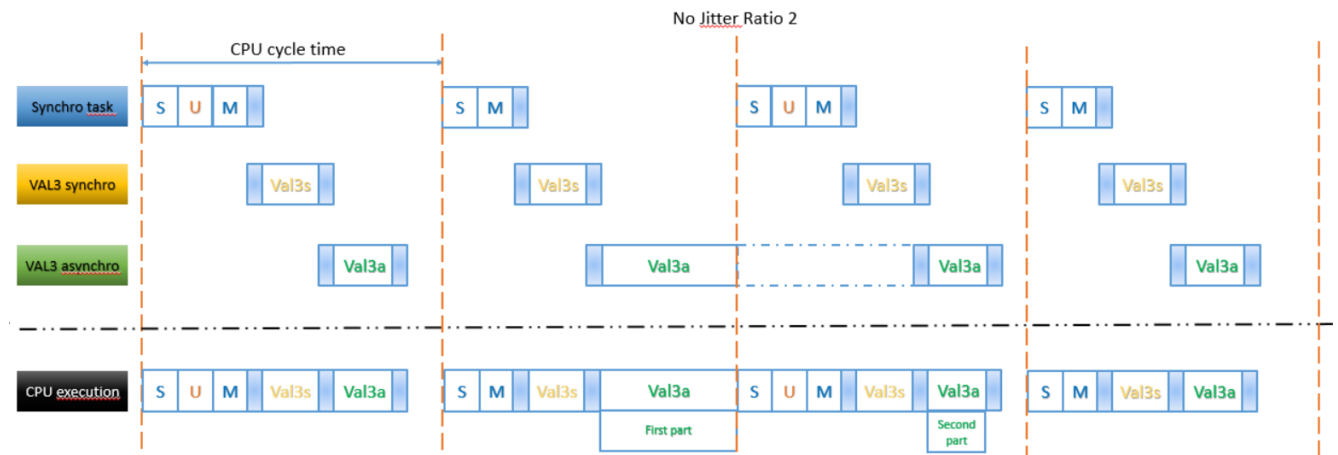 No Jitter Ratio 2
CPU cycle time
Synchro task
S U M
S M
S U M
S M
VAL3 synchro
Val3s
Val3s
Val3s
Val3s
VAL3 asynchro
Val3a
Val3a
Val3a
Val3a
CPU execution
S U M Val3s Val3a
S M Val3s Val3a
S U M Val3s Val3a
S M Val3s Val3a
First part
Second
part